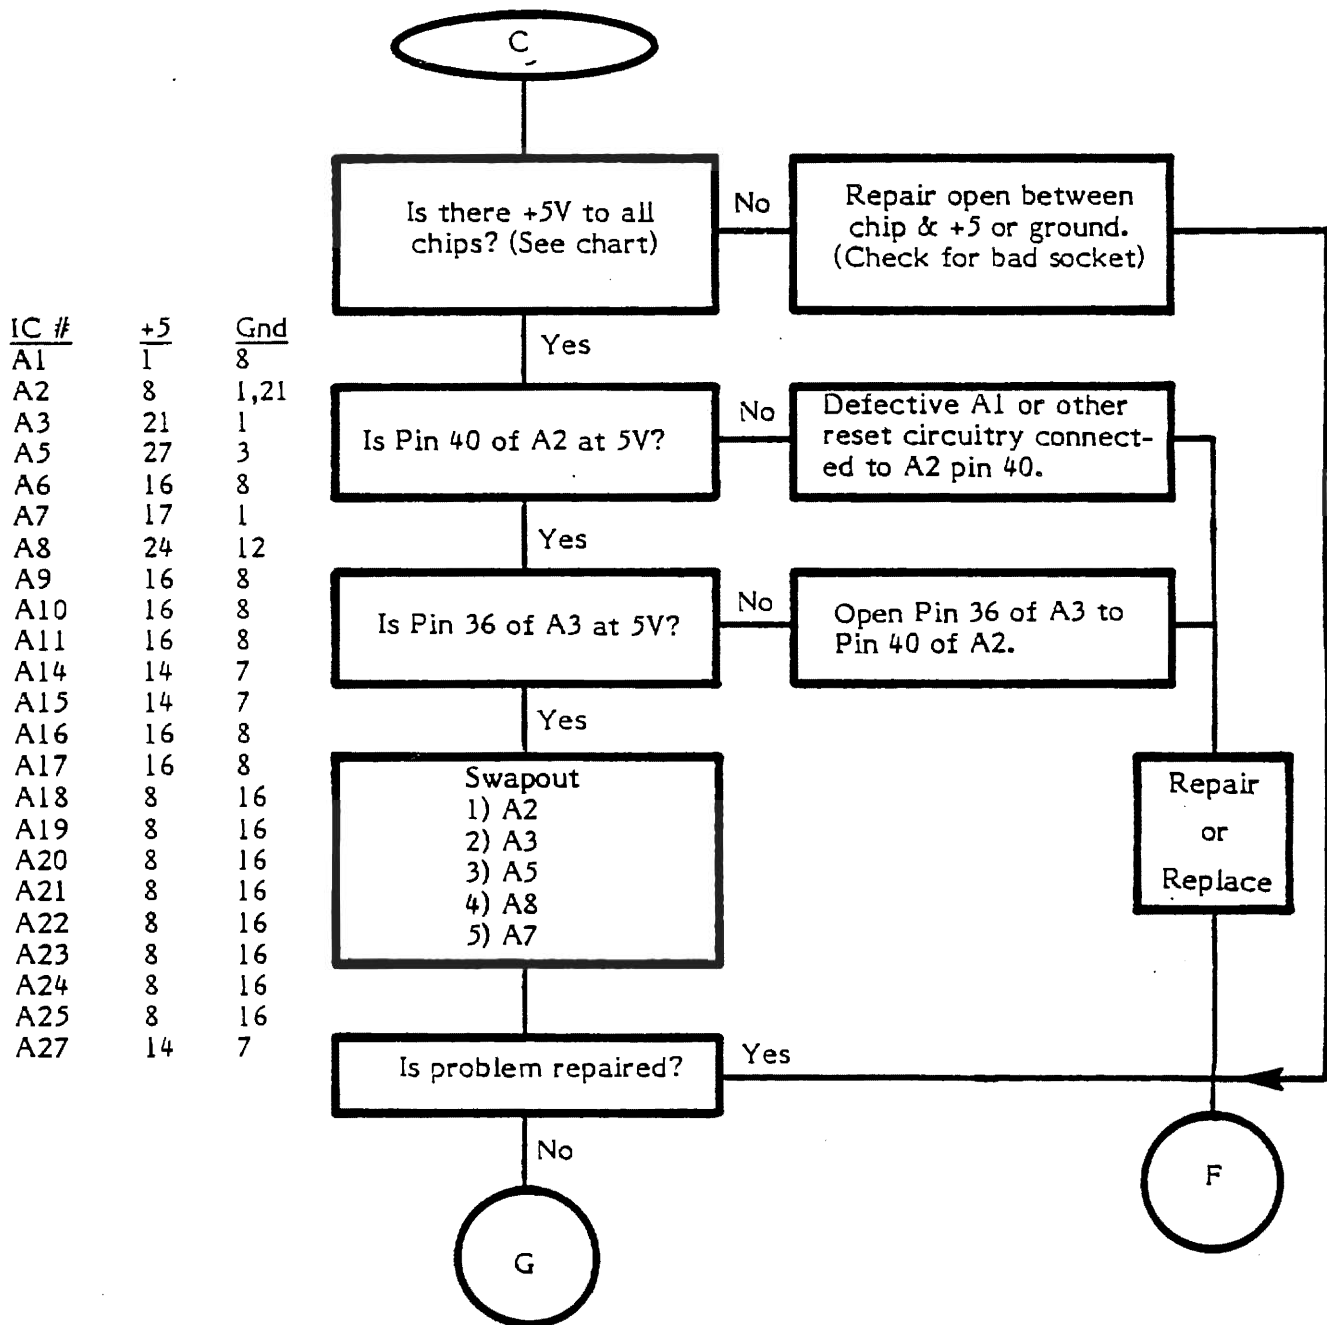 C
Is there +5V to all
chips? (See chart)
No
Repair open between
chip & +5 or ground.
(Check for bad socket)
Yes
IC # +5 Gnd
A1 1 8
A2 8 1,21
A3 21 1
A5 27 3
A6 16 8
A7 17 1
A8 24 12
A9 16 8
A10 16 8
A11 16 8
A14 14 7
A15 14 7
A16 16 8
A17 16 8
A18 8 16
A19 8 16
A20 8 16
A21 8 16
A22 8 16
A23 8 16
A24 8 16
A25 8 16
A27 14 7
Is Pin 40 of A2 at 5V?
No
Defective A1 or other
reset circuitry connect-
ed to A2 pin 40.
Yes
Is Pin 36 of A3 at 5V?
No
Open Pin 36 of A3 to
Pin 40 of A2.
Yes
Swapout
1) A2
2) A3
3) A5
4) A8
5) A7
Repair
or
Replace
Is problem repaired?
Yes
No
F
G